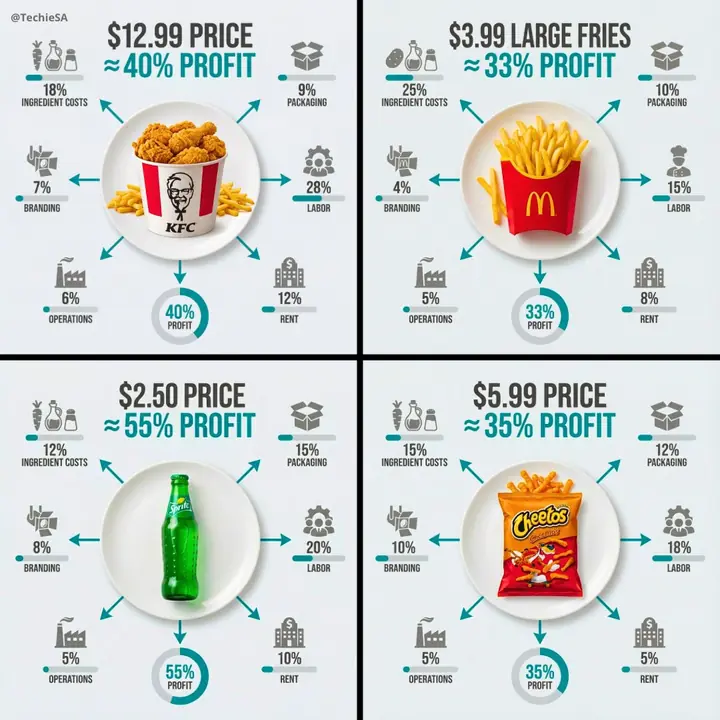 @TechieSA
$12.99 PRICE
≈40% PROFIT
18%
INGREDIENT COSTS
9%
PACKAGING
7%
BRANDING
28%
LABOR
KFC
6%
OPERATIONS
12%
RENT
40%
PROFIT
$3.99 LARGE FRIES
≈33% PROFIT
25%
INGREDIENT COSTS
10%
PACKAGING
4%
BRANDING
15%
LABOR
5%
OPERATIONS
8%
RENT
33%
PROFIT
$2.50 PRICE
≈55% PROFIT
12%
INGREDIENT COSTS
15%
PACKAGING
8%
BRANDING
20%
LABOR
Sprite
5%
OPERATIONS
10%
RENT
55%
PROFIT
$5.99 PRICE
≈35% PROFIT
15%
INGREDIENT COSTS
12%
PACKAGING
10%
BRANDING
18%
LABOR
Cheetos
5%
OPERATIONS
5%
RENT
35%
PROFIT